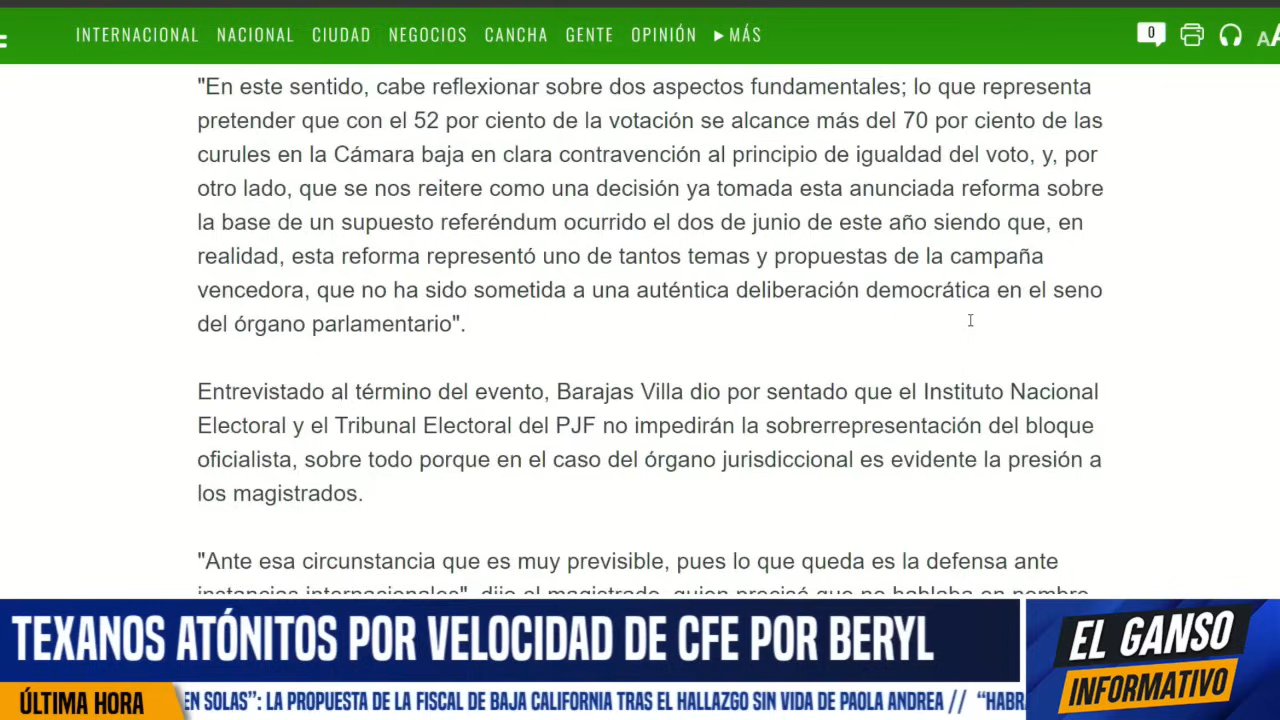 INTERNACIONAL NACIONAL CIUDAD NEGOCIOS CANCHA GENTE OPINIÓN ▶ MÁS 0 AA
"En este sentido, cabe reflexionar sobre dos aspectos fundamentales; lo que representa
pretender que con el 52 por ciento de la votación se alcance más del 70 por ciento de las
curules en la Cámara baja en clara contravención al principio de igualdad del voto, y, por
otro lado, que se nos reitere como una decisión ya tomada esta anunciada reforma sobre
la base de un supuesto referéndum ocurrido el dos de junio de este año siendo que, en
realidad, esta reforma representó uno de tantos temas y propuestas de la campaña
vencedora, que no ha sido sometida a una auténtica deliberación democrática en el seno
del órgano parlamentario".
Entrevistado al término del evento, Barajas Villa dio por sentado que el Instituto Nacional
Electoral y el Tribunal Electoral del PJF no impedirán la sobrerrepresentación del bloque
oficialista, sobre todo porque en el caso del órgano jurisdiccional es evidente la presión a
los magistrados.
"Ante esa circunstancia que es muy previsible, pues lo que queda es la defensa ante
instancias internacionales", dijo el magistrado, quien precisó que no hablaba en nombre
TEXANOS ATÓNITOS POR VELOCIDAD DE CFE POR BERYL
EL GANSO
INFORMATIVO
ÚLTIMA HORA
EN SOLAS”: LA PROPUESTA DE LA FISCAL DE BAJA CALIFORNIA TRAS EL HALLAZGO SIN VIDA DE PAOLA ANDREA // “HABRA